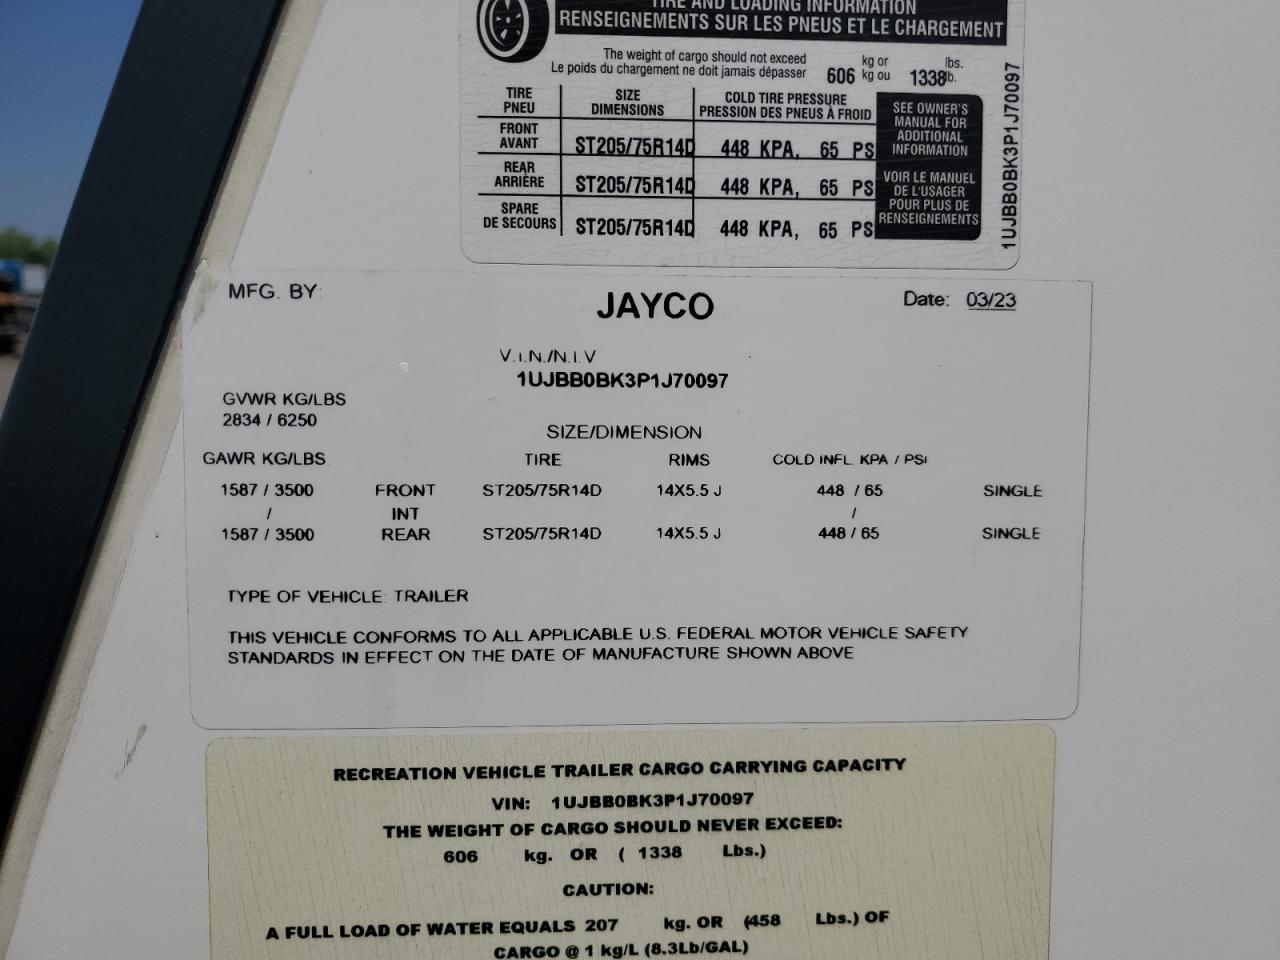 TIRE AND LOADING INFORMATION
RENSEIGNEMENTS SUR LES PNEUS ET LE CHARGEMENT
The weight of cargo should not exceed
Le poids du chargement ne doit jamais dépasser
606 kg or kg ou 1338 lbs. lb.
TIRE PNEU SIZE DIMENSIONS COLD TIRE PRESSURE PRESSION DES PNEUS À FROID
FRONT AVANT ST205/75R14D 448 KPA, 65 PS
REAR ARRIÈRE ST205/75R14D 448 KPA, 65 PS
SPARE DE SECOURS ST205/75R14D 448 KPA, 65 PS
SEE OWNER'S
MANUAL FOR
ADDITIONAL
INFORMATION
VOIR LE MANUEL
DE L'USAGER
POUR PLUS DE
RENSEIGNEMENTS
1UJBB0BK3P1J70097
MFG. BY: JAYCO Date: 03/23
V.I.N./N.I.V
1UJBB0BK3P1J70097
GVWR KG/LBS
2834 / 6250
SIZE/DIMENSION
GAWR KG/LBS TIRE RIMS COLD INFL. KPA / PSI
1587 / 3500 FRONT ST205/75R14D 14X5.5 J 448 / 65 SINGLE
/ INT /
1587 / 3500 REAR ST205/75R14D 14X5.5 J 448 / 65 SINGLE
TYPE OF VEHICLE: TRAILER
THIS VEHICLE CONFORMS TO ALL APPLICABLE U.S. FEDERAL MOTOR VEHICLE SAFETY
STANDARDS IN EFFECT ON THE DATE OF MANUFACTURE SHOWN ABOVE
RECREATION VEHICLE TRAILER CARGO CARRYING CAPACITY
VIN: 1UJBB0BK3P1J70097
THE WEIGHT OF CARGO SHOULD NEVER EXCEED:
606 kg. OR ( 1338 Lbs.)
CAUTION:
A FULL LOAD OF WATER EQUALS 207 kg. OR (458 Lbs.) OF
CARGO @ 1 kg/L (8.3Lb/GAL)